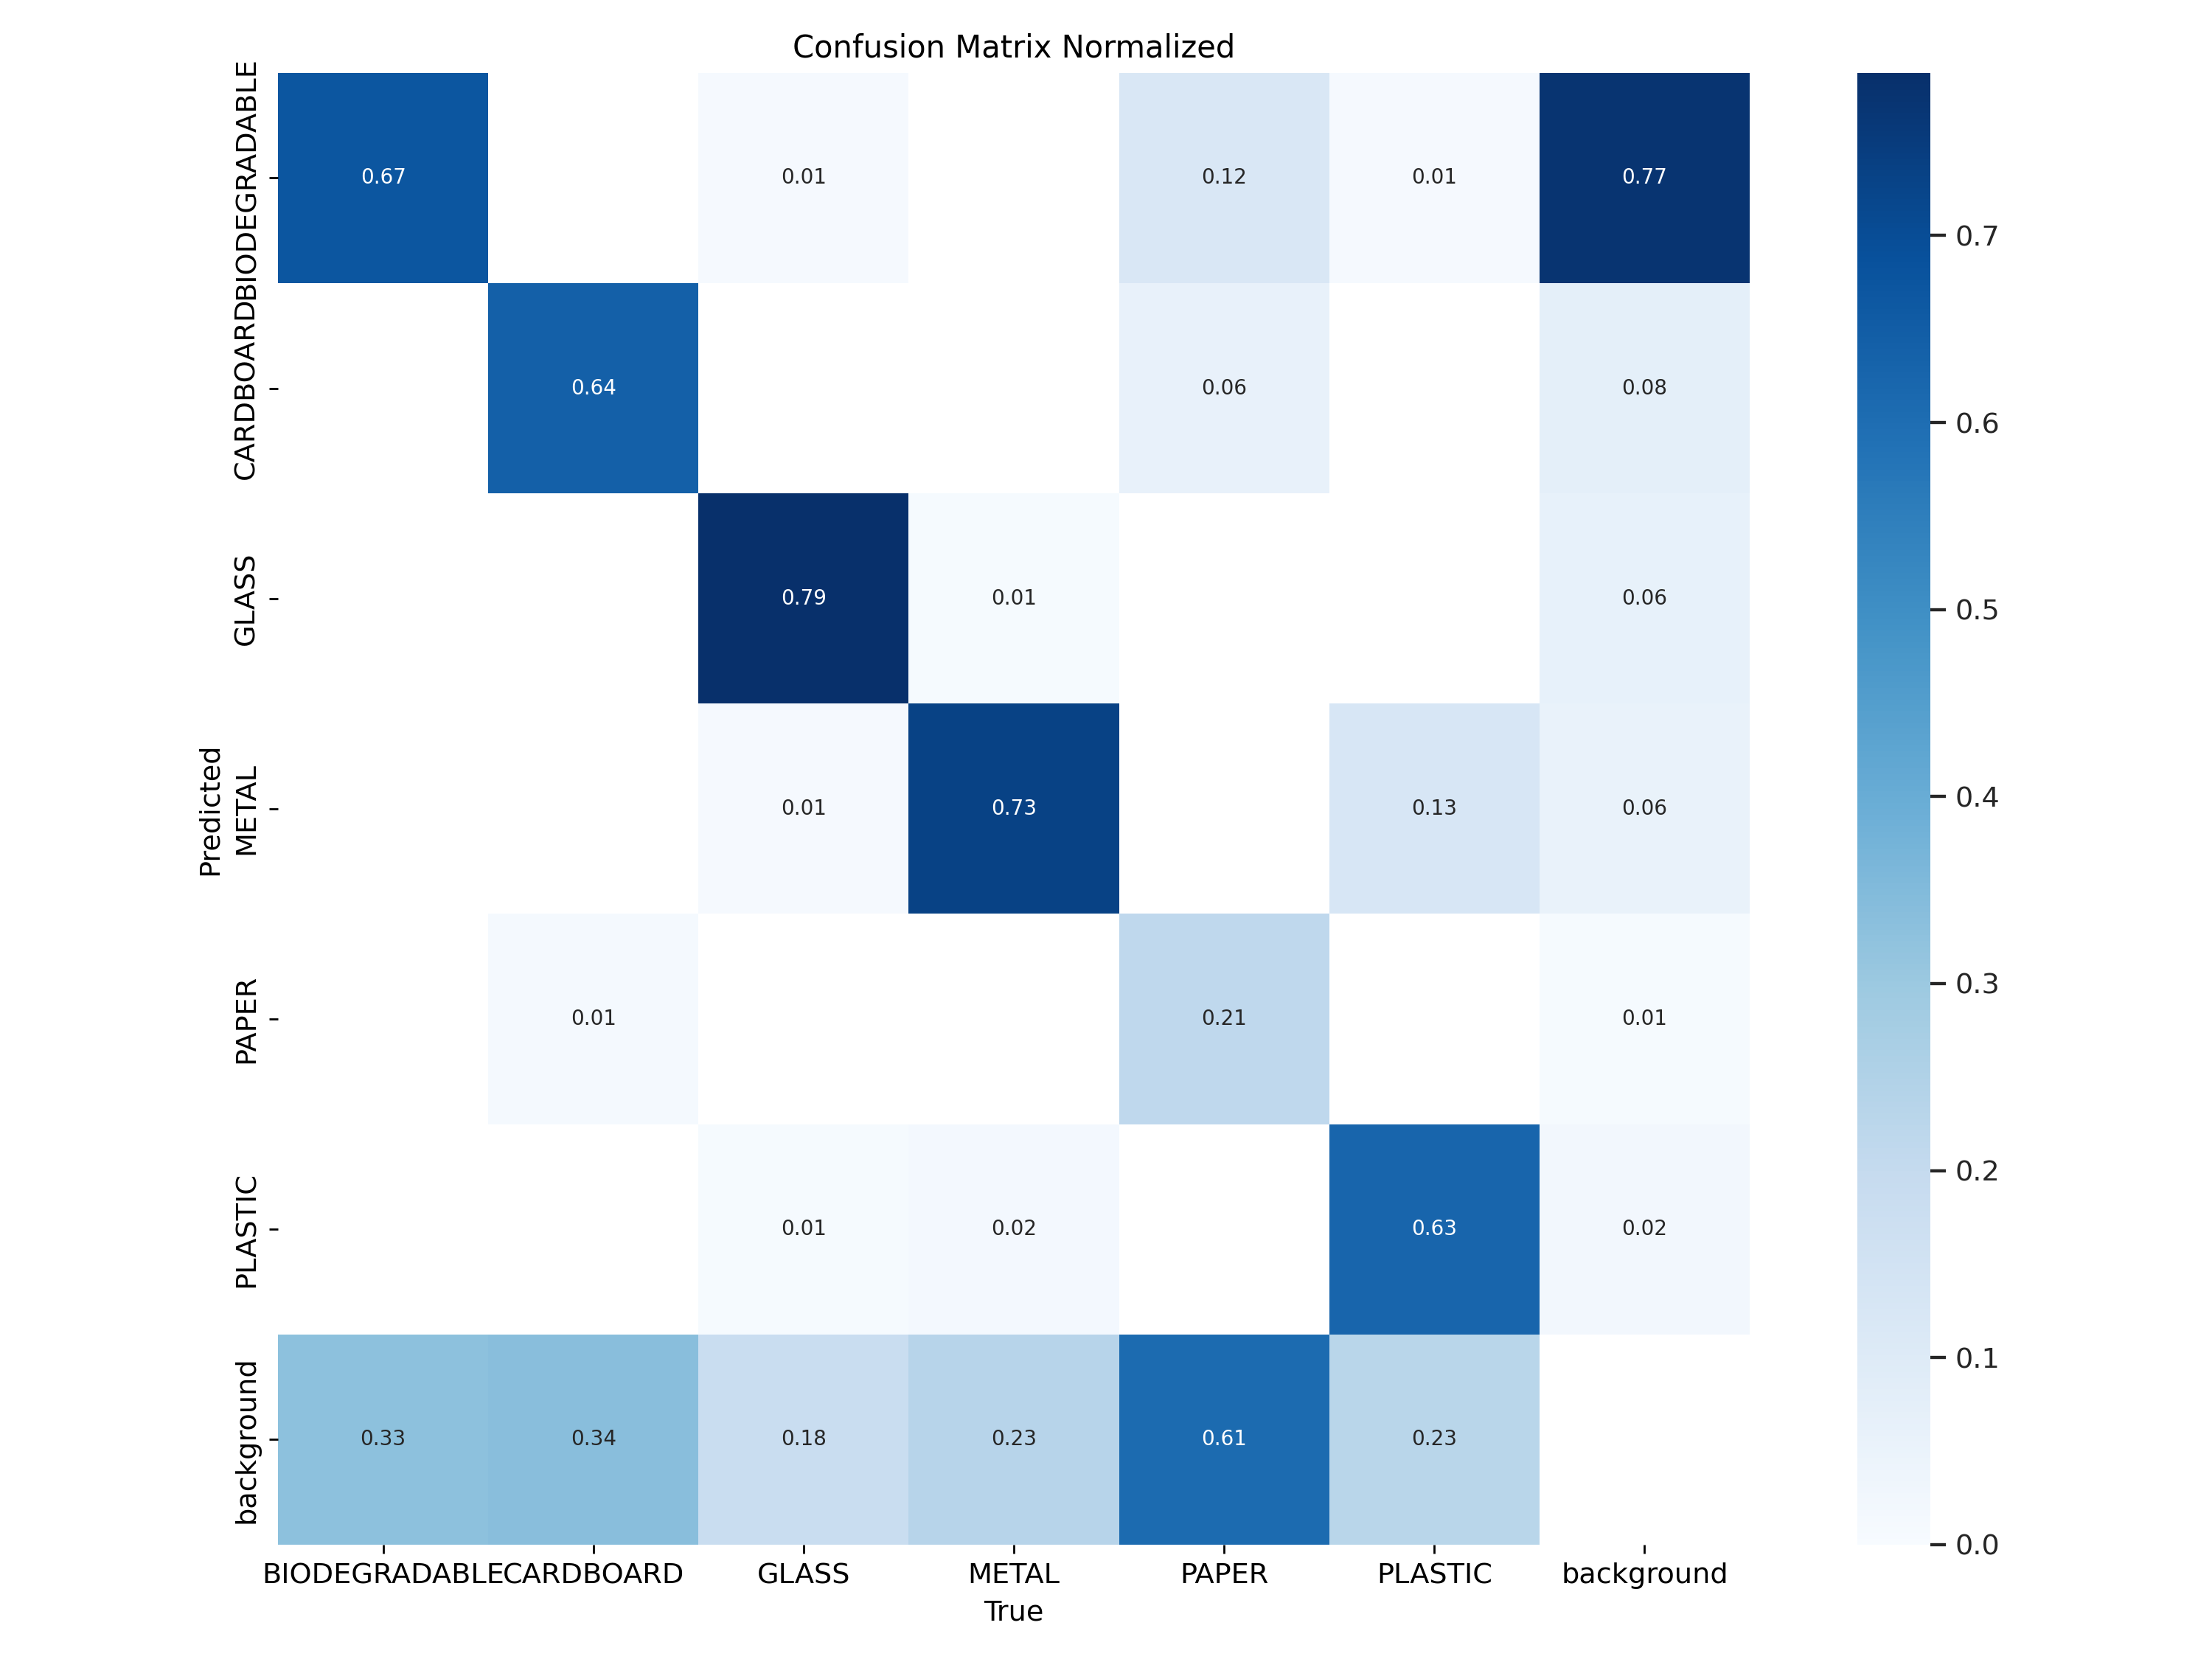 Confusion Matrix Normalized
BIODEGRADABLE
0.67
0.01
0.12
0.01
0.77
0.7
CARDBOARD
0.64
0.06
0.08
0.6
GLASS
0.79
0.01
0.06
0.5
Predicted
METAL
0.01
0.73
0.13
0.06
0.4
PAPER
0.01
0.21
0.01
0.3
PLASTIC
0.01
0.02
0.63
0.02
0.2
background
0.33
0.34
0.18
0.23
0.61
0.23
0.1
0.0
BIODEGRADABLE
CARDBOARD
GLASS
METAL
PAPER
PLASTIC
background
True